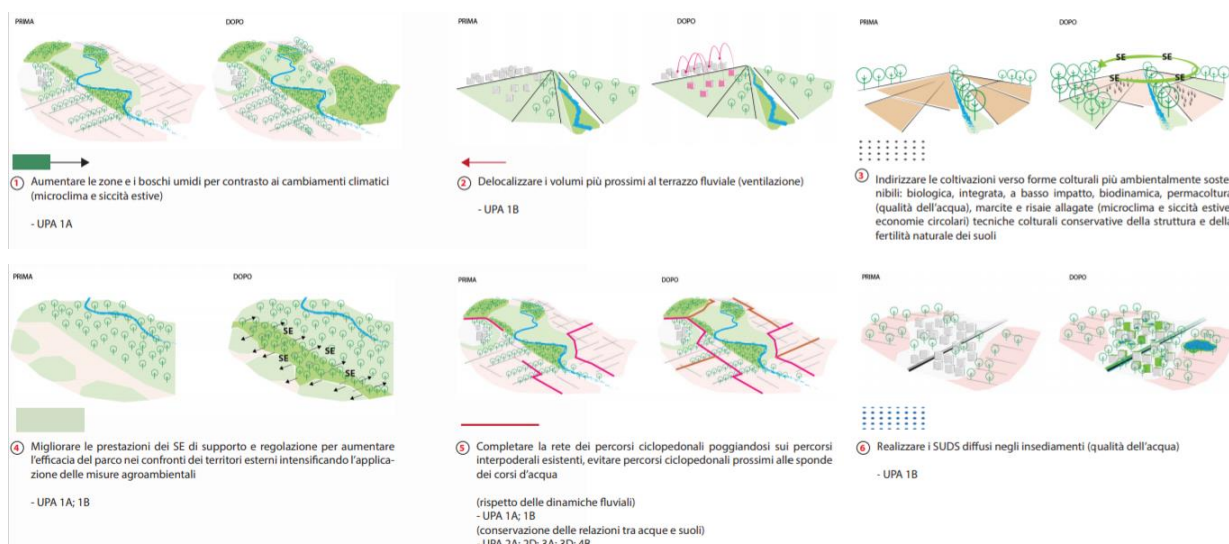 PRIMA
DOPO
1 Aumentare le zone e i boschi umidi per contrasto ai cambiamenti climatici
(microclima e siccità estive)
- UPA 1A
PRIMA
DOPO
2 Delocalizzare i volumi più prossimi al terrazzo fluviale (ventilazione)
- UPA 1B
PRIMA
DOPO
SE
SE
SE
SE
3 Indirizzare le coltivazioni verso forme colturali più ambientalmente soste-
nibili: biologica, integrata, a basso impatto, biodinamica, permacoltura
(qualità dell'acqua), marcite e risaie allagate (microclima e siccità estive,
economie circolari) tecniche colturali conservative della struttura e della
fertilità naturale dei suoli
PRIMA
DOPO
SE
SE
SE
SE
4 Migliorare le prestazioni dei SE di supporto e regolazione per aumentare
l'efficacia del parco nei confronti dei territori esterni intensificando l'applica-
zione delle misure agroambientali
- UPA 1A; 1B
PRIMA
DOPO
5 Completare la rete dei percorsi ciclopedonali poggiandosi sui percorsi
interpoderali esistenti, evitare percorsi ciclopedonali prossimi alle sponde
dei corsi d'acqua
(rispetto delle dinamiche fluviali)
- UPA 1A; 1B
(conservazione delle relazioni tra acque e suoli)
- UPA 2A; 2D; 3A; 3D; 4B
PRIMA
DOPO
6 Realizzare i SUDS diffusi negli insediamenti (qualità dell'acqua)
- UPA 1B